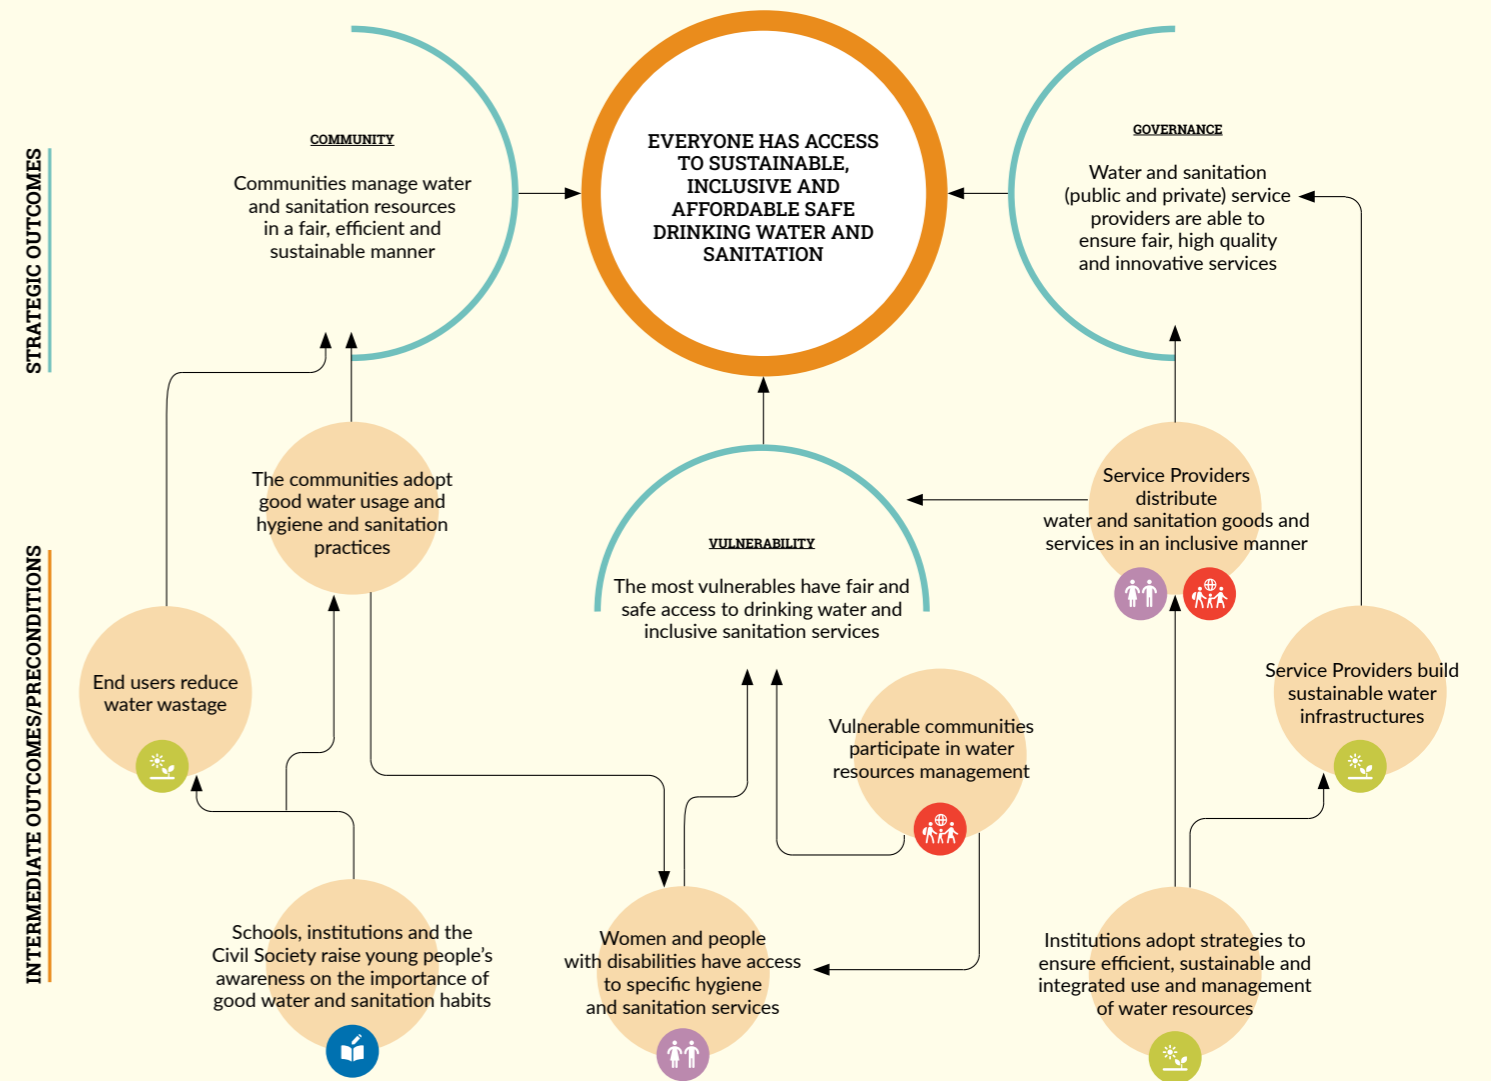 STRATEGIC OUTCOMES
INTERMEDIATE OUTCOMES/PRECONDITIONS
COMMUNITY
Communities manage water
and sanitation resources
in a fair, efficient and
sustainable manner
EVERYONE HAS ACCESS
TO SUSTAINABLE,
INCLUSIVE AND
AFFORDABLE SAFE
DRINKING WATER AND
SANITATION
GOVERNANCE
Water and sanitation
(public and private) service
providers are able to
ensure fair, high quality
and innovative services
The communities adopt
good water usage and
hygiene and sanitation
practices
VULNERABILITY
The most vulnerables have fair and
safe access to drinking water and
inclusive sanitation services
Service Providers
distribute
water and sanitation goods and
services in an inclusive manner
End users reduce
water wastage
Vulnerable communities
participate in water
resources management
Service Providers build
sustainable water
infrastructures
Schools, institutions and the
Civil Society raise young people’s
awareness on the importance of
good water and sanitation habits
Women and people
with disabilities have access
to specific hygiene
and sanitation services
Institutions adopt strategies to
ensure efficient, sustainable and
integrated use and management
of water resources